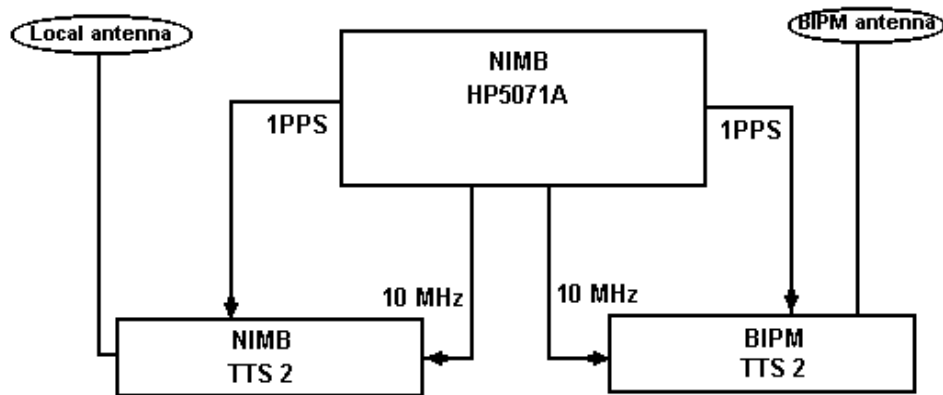 Local antenna
BIPM antenna
NIMB
HP5071A
1PPS
1PPS
10 MHz
10 MHz
NIMB
TTS 2
BIPM
TTS 2